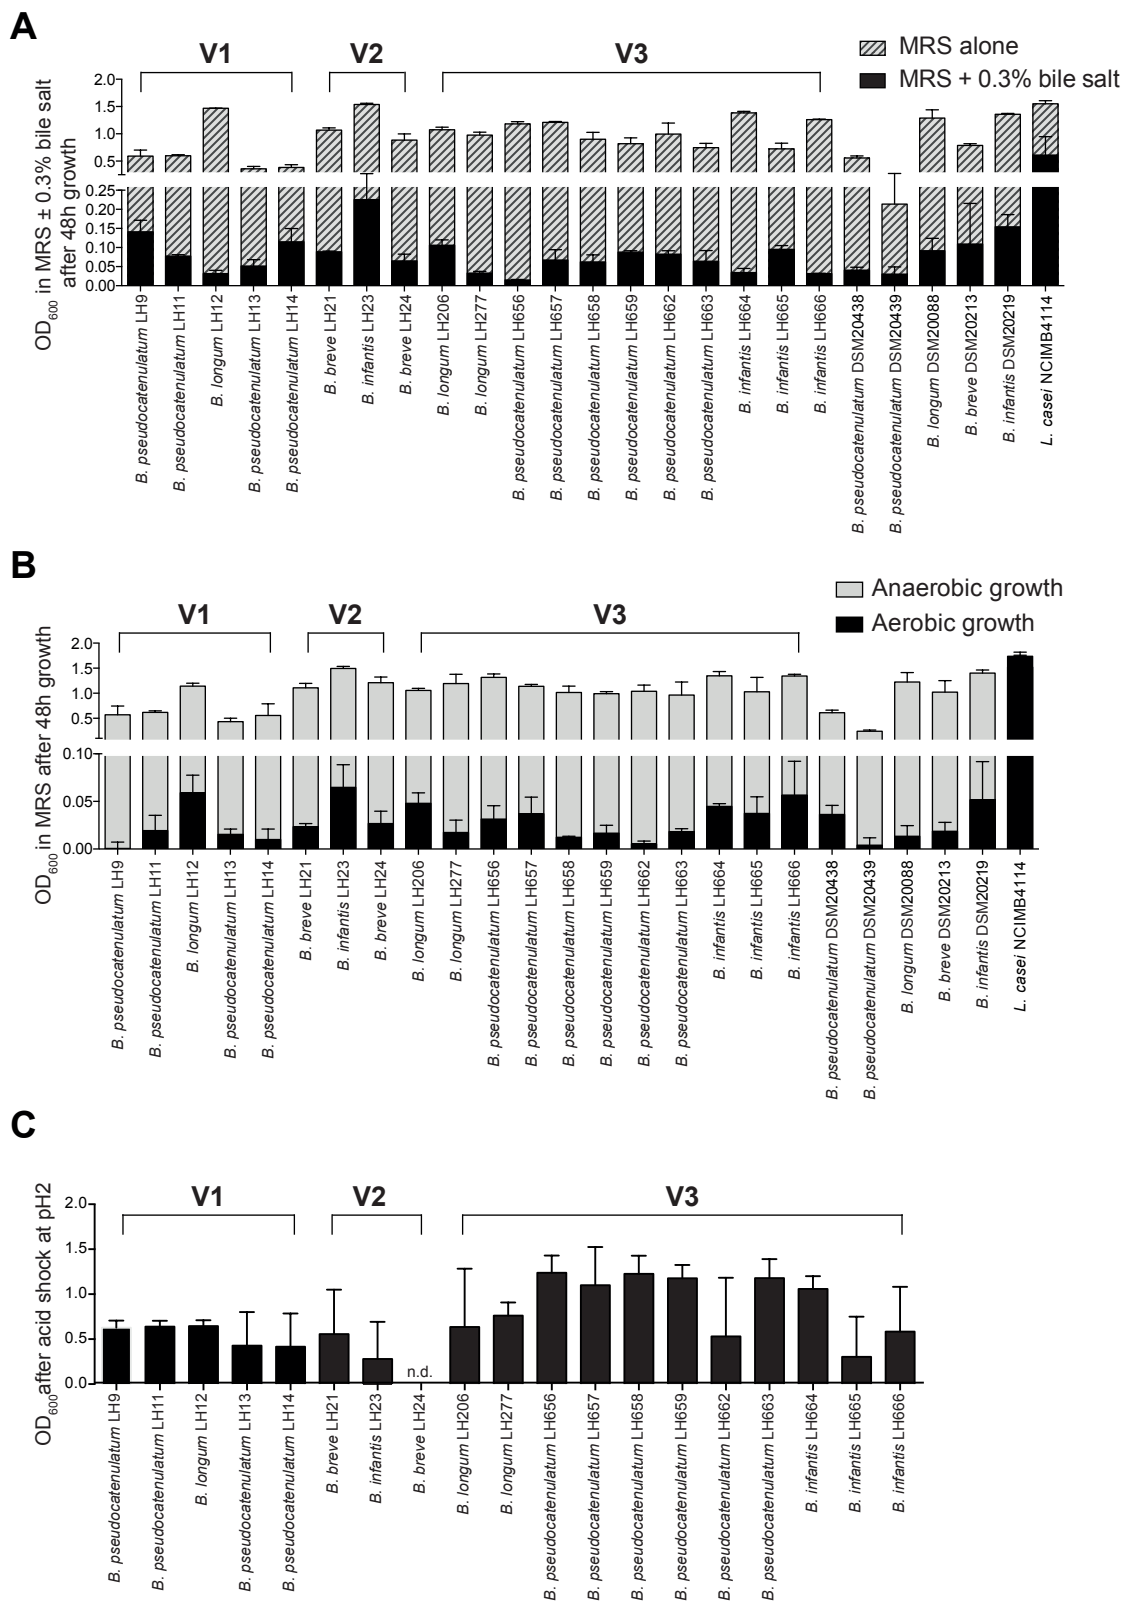 A
V1 V2 V3
MRS alone
MRS + 0.3% bile salt
OD600 in MRS ± 0.3% bile salt
after 48h growth
2.0
1.5
1.0
0.5
0.25
0.20
0.15
0.10
0.05
0.00
B. pseudocatenulatum LH9
B. pseudocatenulatum LH11
B. longum LH12
B. pseudocatenulatum LH13
B. pseudocatenulatum LH14
B. breve LH21
B. infantis LH23
B. breve LH24
B. longum LH206
B. longum LH277
B. pseudocatenulatum LH656
B. pseudocatenulatum LH657
B. pseudocatenulatum LH658
B. pseudocatenulatum LH659
B. pseudocatenulatum LH662
B. pseudocatenulatum LH663
B. infantis LH664
B. infantis LH665
B. infantis LH666
B. pseudocatenulatum DSM20438
B. pseudocatenulatum DSM20439
B. longum DSM20088
B. breve DSM20213
B. infantis DSM20219
L. casei NCIMB4114
B
V1 V2 V3
Anaerobic growth
Aerobic growth
OD600 in MRS after 48h growth
2.0
1.5
1.0
0.5
0.10
0.05
0.00
B. pseudocatenulatum LH9
B. pseudocatenulatum LH11
B. longum LH12
B. pseudocatenulatum LH13
B. pseudocatenulatum LH14
B. breve LH21
B. infantis LH23
B. breve LH24
B. longum LH206
B. longum LH277
B. pseudocatenulatum LH656
B. pseudocatenulatum LH657
B. pseudocatenulatum LH658
B. pseudocatenulatum LH659
B. pseudocatenulatum LH662
B. pseudocatenulatum LH663
B. infantis LH664
B. infantis LH665
B. infantis LH666
B. pseudocatenulatum DSM20438
B. pseudocatenulatum DSM20439
B. longum DSM20088
B. breve DSM20213
B. infantis DSM20219
L. casei NCIMB4114
C
V1 V2 V3
OD600 after acid shock at pH2
2.0
1.5
1.0
0.5
0.0
n.d.
B. pseudocatenulatum LH9
B. pseudocatenulatum LH11
B. longum LH12
B. pseudocatenulatum LH13
B. pseudocatenulatum LH14
B. breve LH21
B. infantis LH23
B. breve LH24
B. longum LH206
B. longum LH277
B. pseudocatenulatum LH656
B. pseudocatenulatum LH657
B. pseudocatenulatum LH658
B. pseudocatenulatum LH659
B. pseudocatenulatum LH662
B. pseudocatenulatum LH663
B. infantis LH664
B. infantis LH665
B. infantis LH666